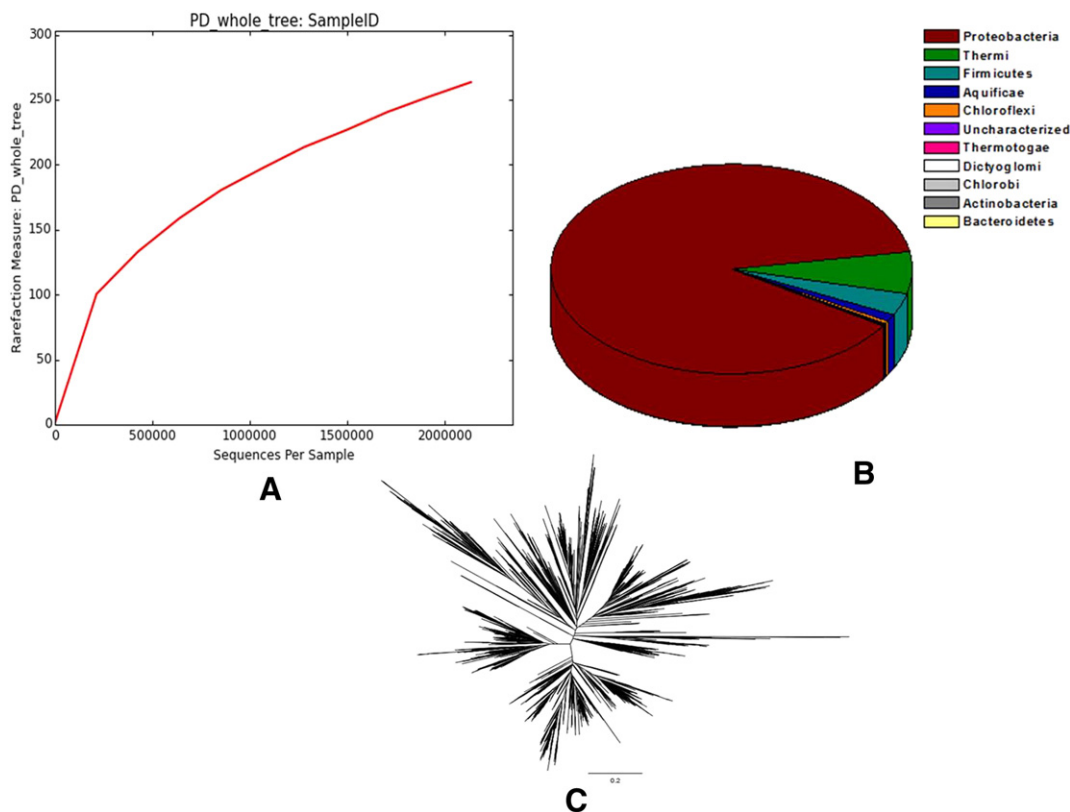 PD_whole_tree: SampleID
Rarefaction Measure: PD_whole_tree
300
250
200
150
100
50
0
0 500000 1000000 1500000 2000000
Sequences Per Sample
A
Proteobacteria
Thermi
Firmicutes
Aquificae
Chloroflexi
Uncharacterized
Thermotogae
Dictyoglomi
Chlorobi
Actinobacteria
Bacteroidetes
B
0.2
C